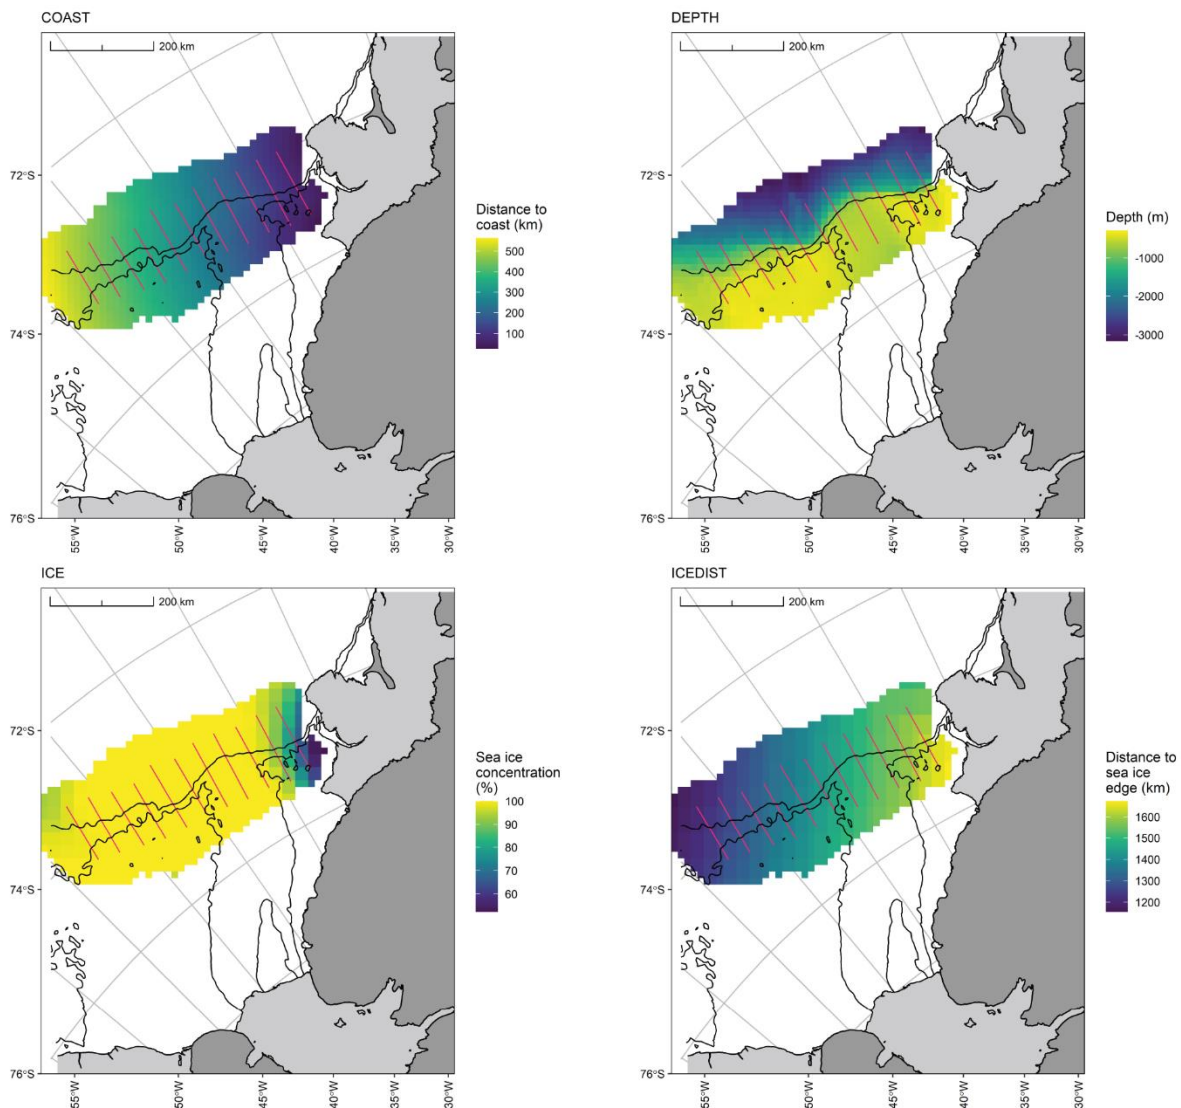 COAST
200 km
72°S
74°S
76°S
55°W
50°W
45°W
40°W
35°W
30°W
Distance to
coast (km)
500
400
300
200
100
DEPTH
200 km
72°S
74°S
76°S
55°W
50°W
45°W
40°W
35°W
30°W
Depth (m)
-1000
-2000
-3000
ICE
200 km
72°S
74°S
76°S
55°W
50°W
45°W
40°W
35°W
30°W
Sea ice
concentration
(%)
100
90
80
70
60
ICEDIST
200 km
72°S
74°S
76°S
55°W
50°W
45°W
40°W
35°W
30°W
Distance to
sea ice
edge (km)
1600
1500
1400
1300
1200